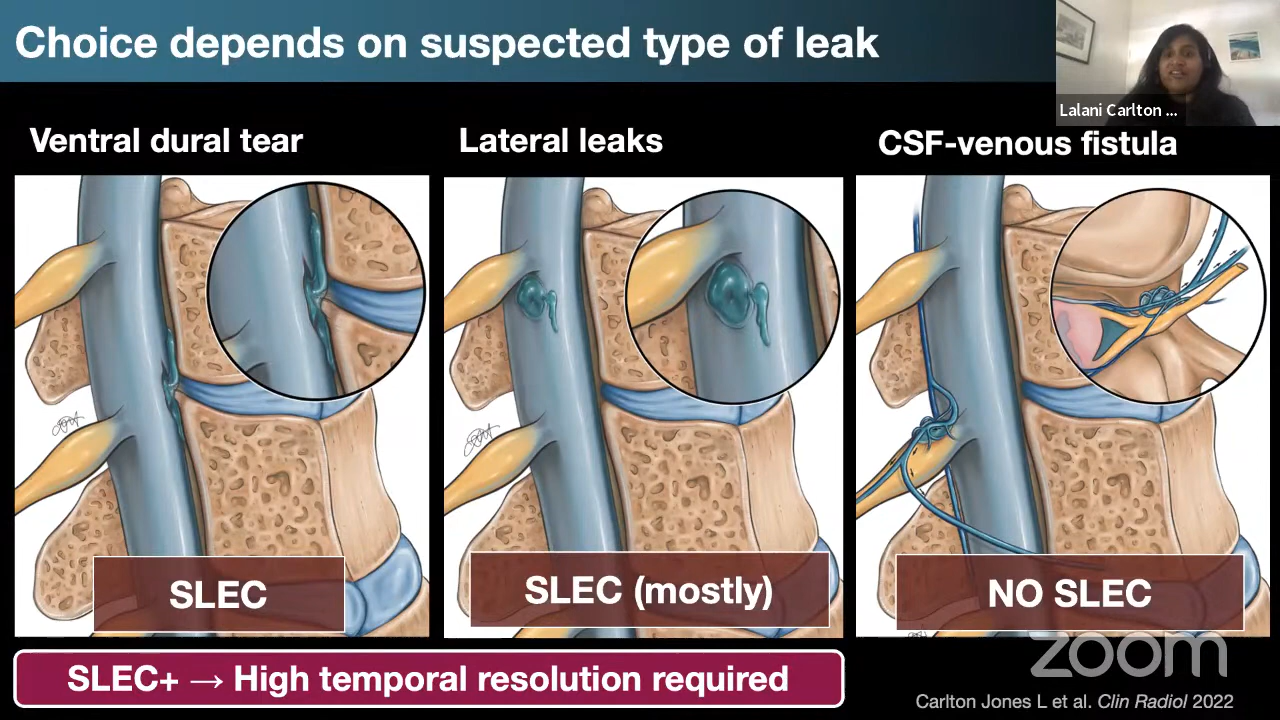 Choice depends on suspected type of leak
Lalani Carlton ...
Ventral dural tear
Lateral leaks
CSF-venous fistula
SLEC
SLEC (mostly)
NO SLEC
SLEC+ → High temporal resolution required
zoom
Carlton Jones L et al. Clin Radiol 2022